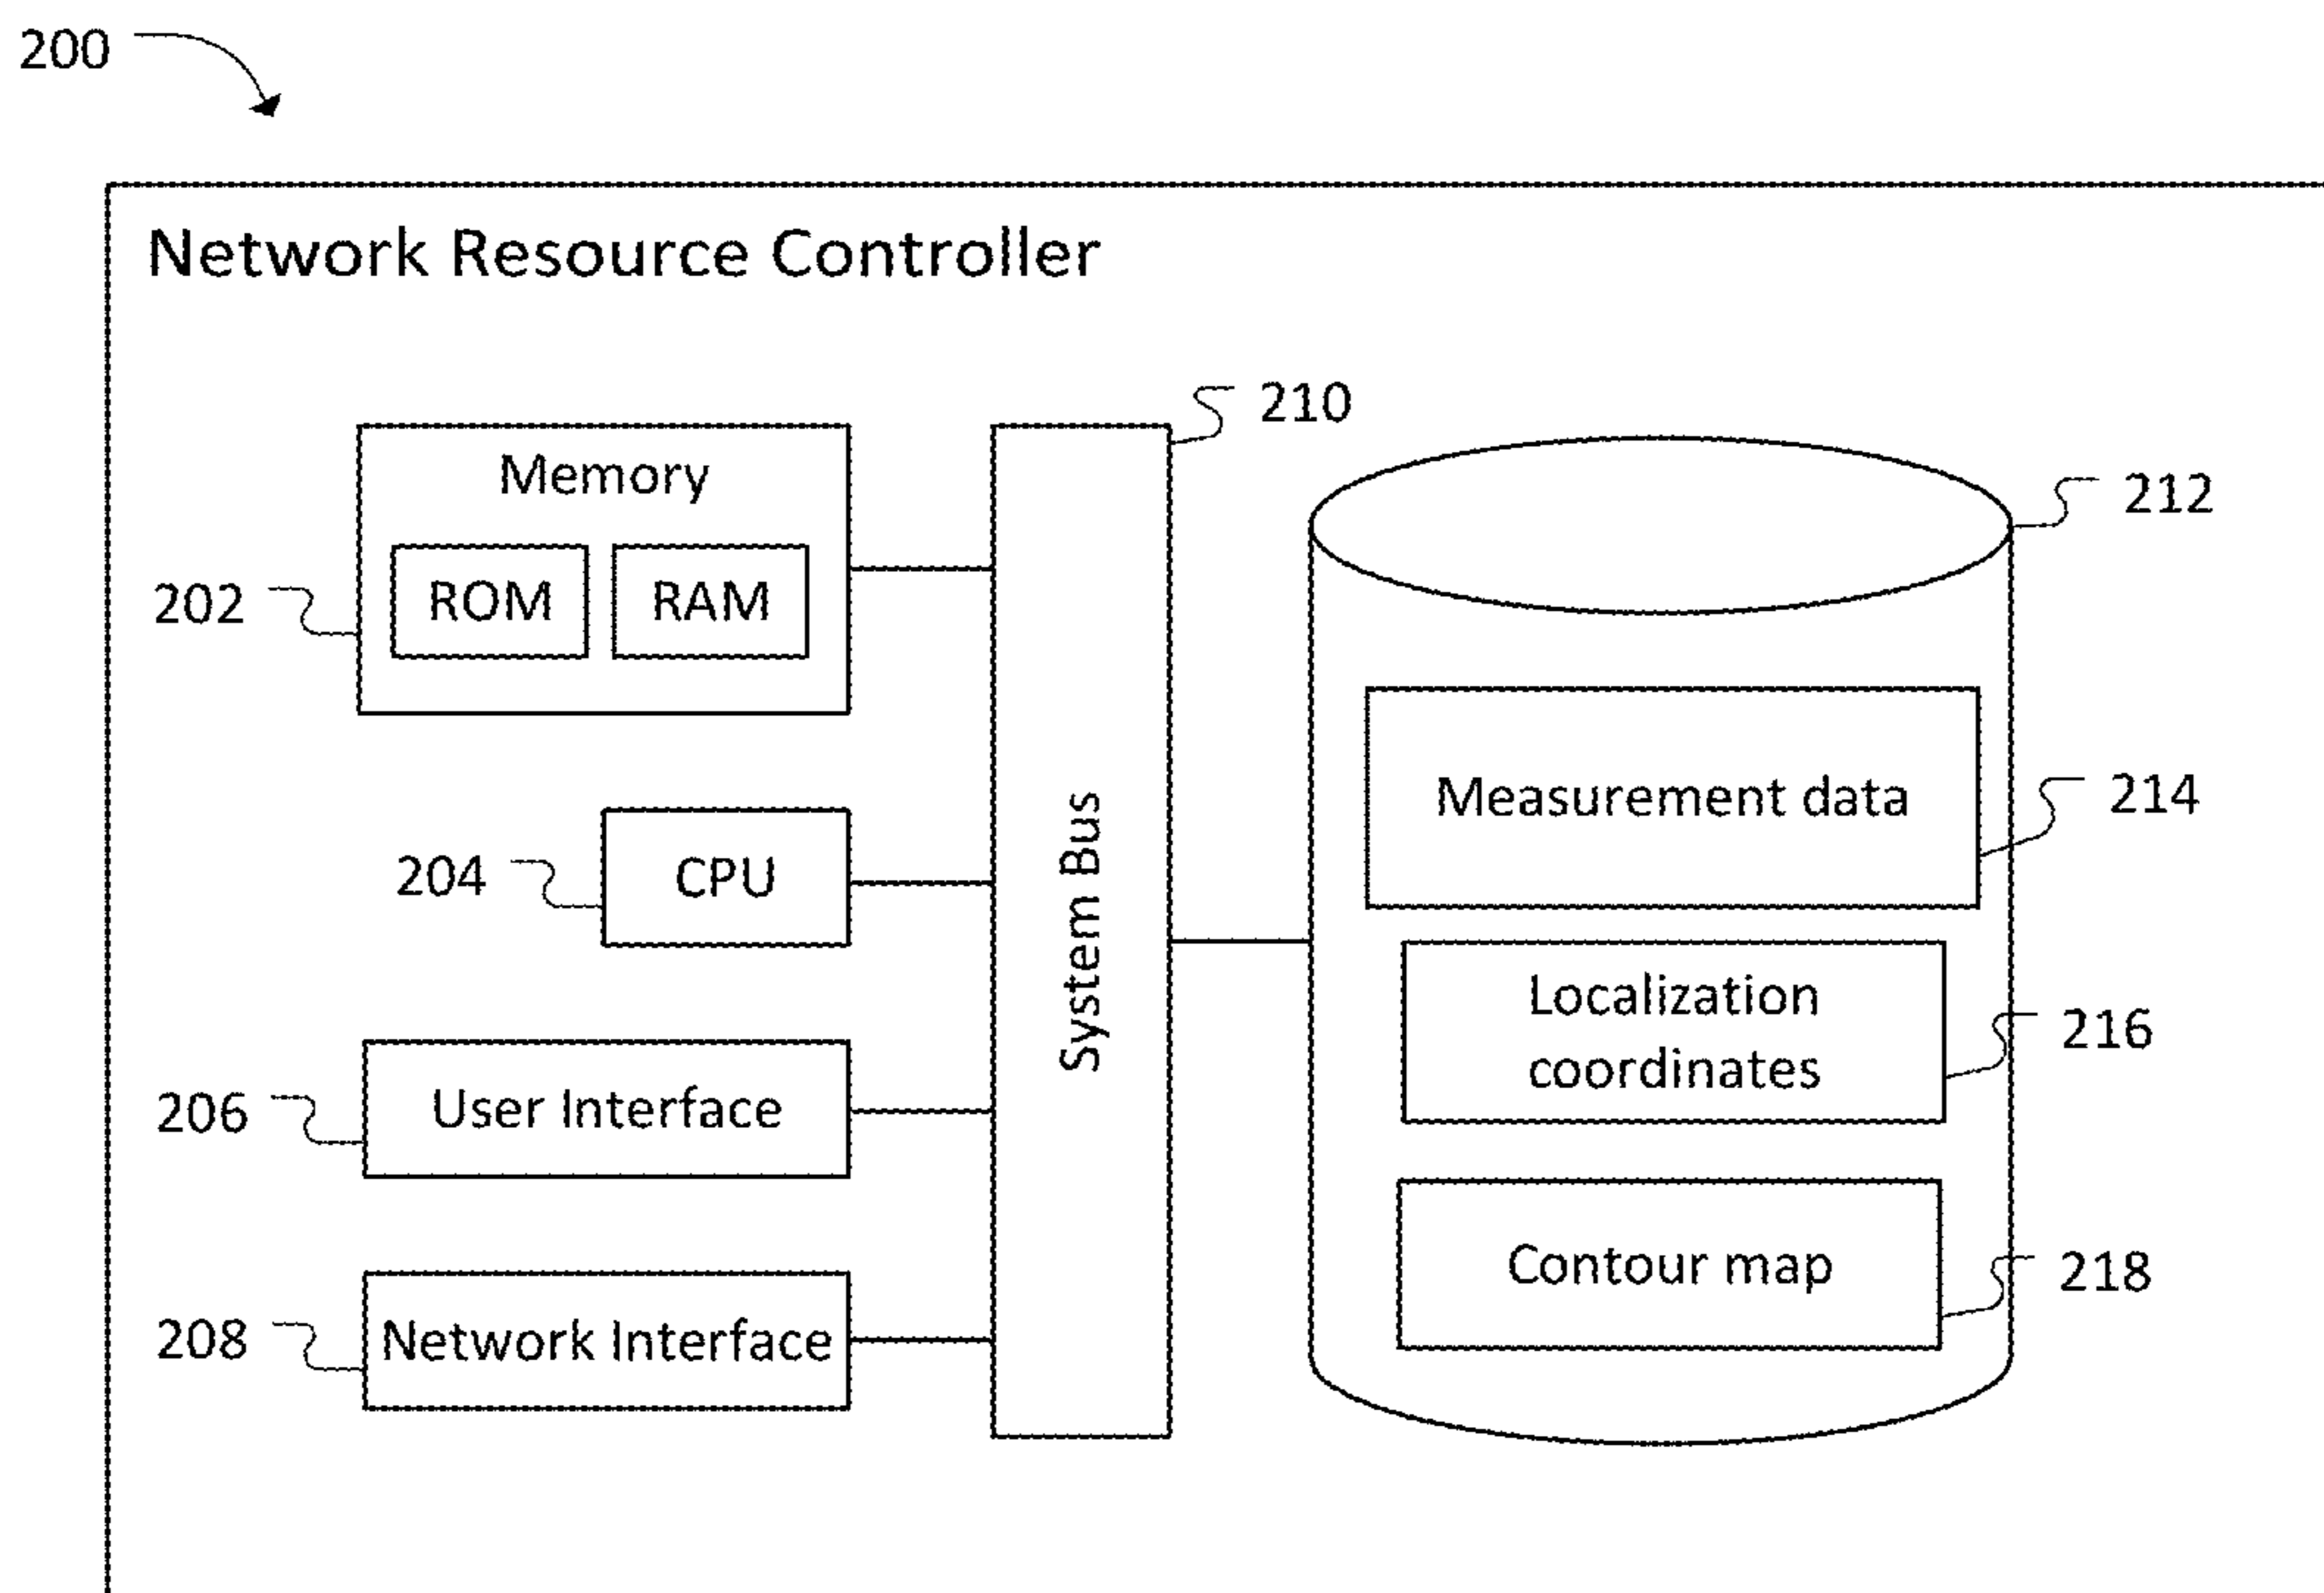 200
Network Resource Controller
210
Memory
212
ROM RAM
202
Measurement data
214
System Bus
204
CPU
Localization
coordinates
216
User Interface
206
Contour map
218
Network Interface
208